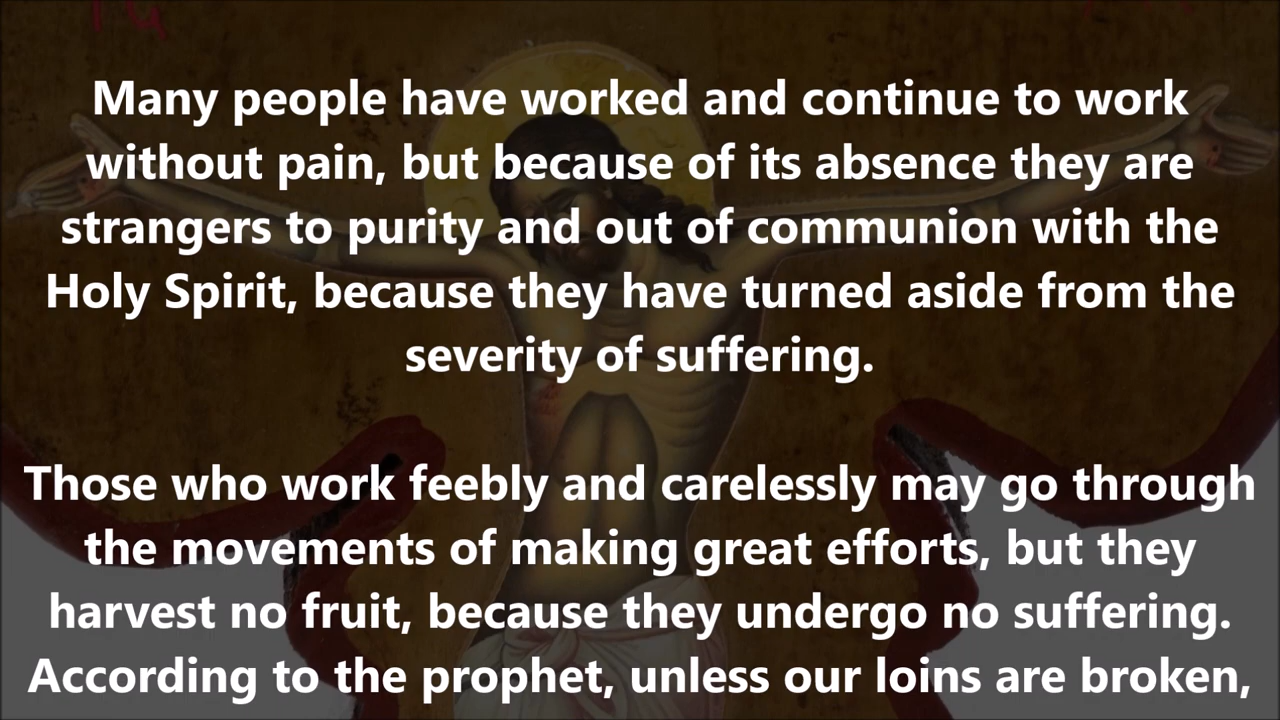 Many people have worked and continue to work
without pain, but because of its absence they are
strangers to purity and out of communion with the
Holy Spirit, because they have turned aside from the
severity of suffering.
Those who work feebly and carelessly may go through
the movements of making great efforts, but they
harvest no fruit, because they undergo no suffering.
According to the prophet, unless our loins are broken,